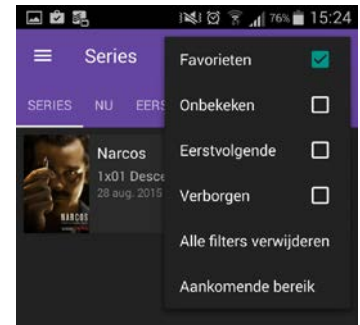 76% 15:24
Series
SERIES NU EERS
Narcos
1x01 Desce
28 aug. 2015
NARCOS
Favorieten
Onbekeken
Eerstvolgende
Verborgen
Alle filters verwijderen
Aankomende bereik